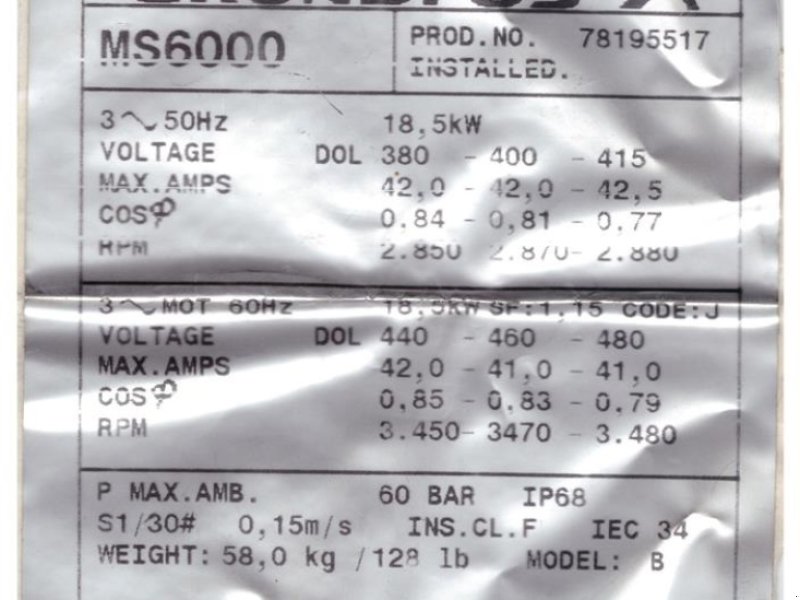 GRUNDFOS
MS6000
PROD.NO. 78195517
INSTALLED.
3~50Hz 18,5kW
VOLTAGE DOL 380 - 400 - 415
MAX.AMPS 42,0 - 42,0 - 42,5
COSφ 0,84 - 0,81 - 0,77
RPM 2.850 2.870- 2.880
3~MOT 60Hz 18,5kW SF:1,15 CODE:J
VOLTAGE DOL 440 - 460 - 480
MAX.AMPS 42,0 - 41,0 - 41,0
COSφ 0,85 - 0,83 - 0,79
RPM 3.450- 3470 - 3.480
P MAX.AMB. 60 BAR IP68
S1/30# 0,15m/s INS.CL.F IEC 34
WEIGHT: 58,0 kg /128 lb MODEL: B